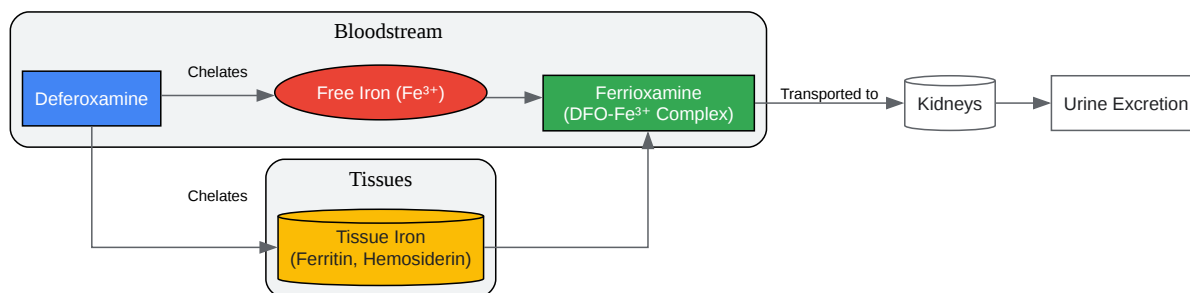 Bloodstream
Deferoxamine
Chelates
Free Iron (Fe³⁺)
Ferrioxamine
(DFO-Fe³⁺ Complex)
Transported to
Kidneys
Urine Excretion
Chelates
Tissues
Tissue Iron
(Ferritin, Hemosiderin)